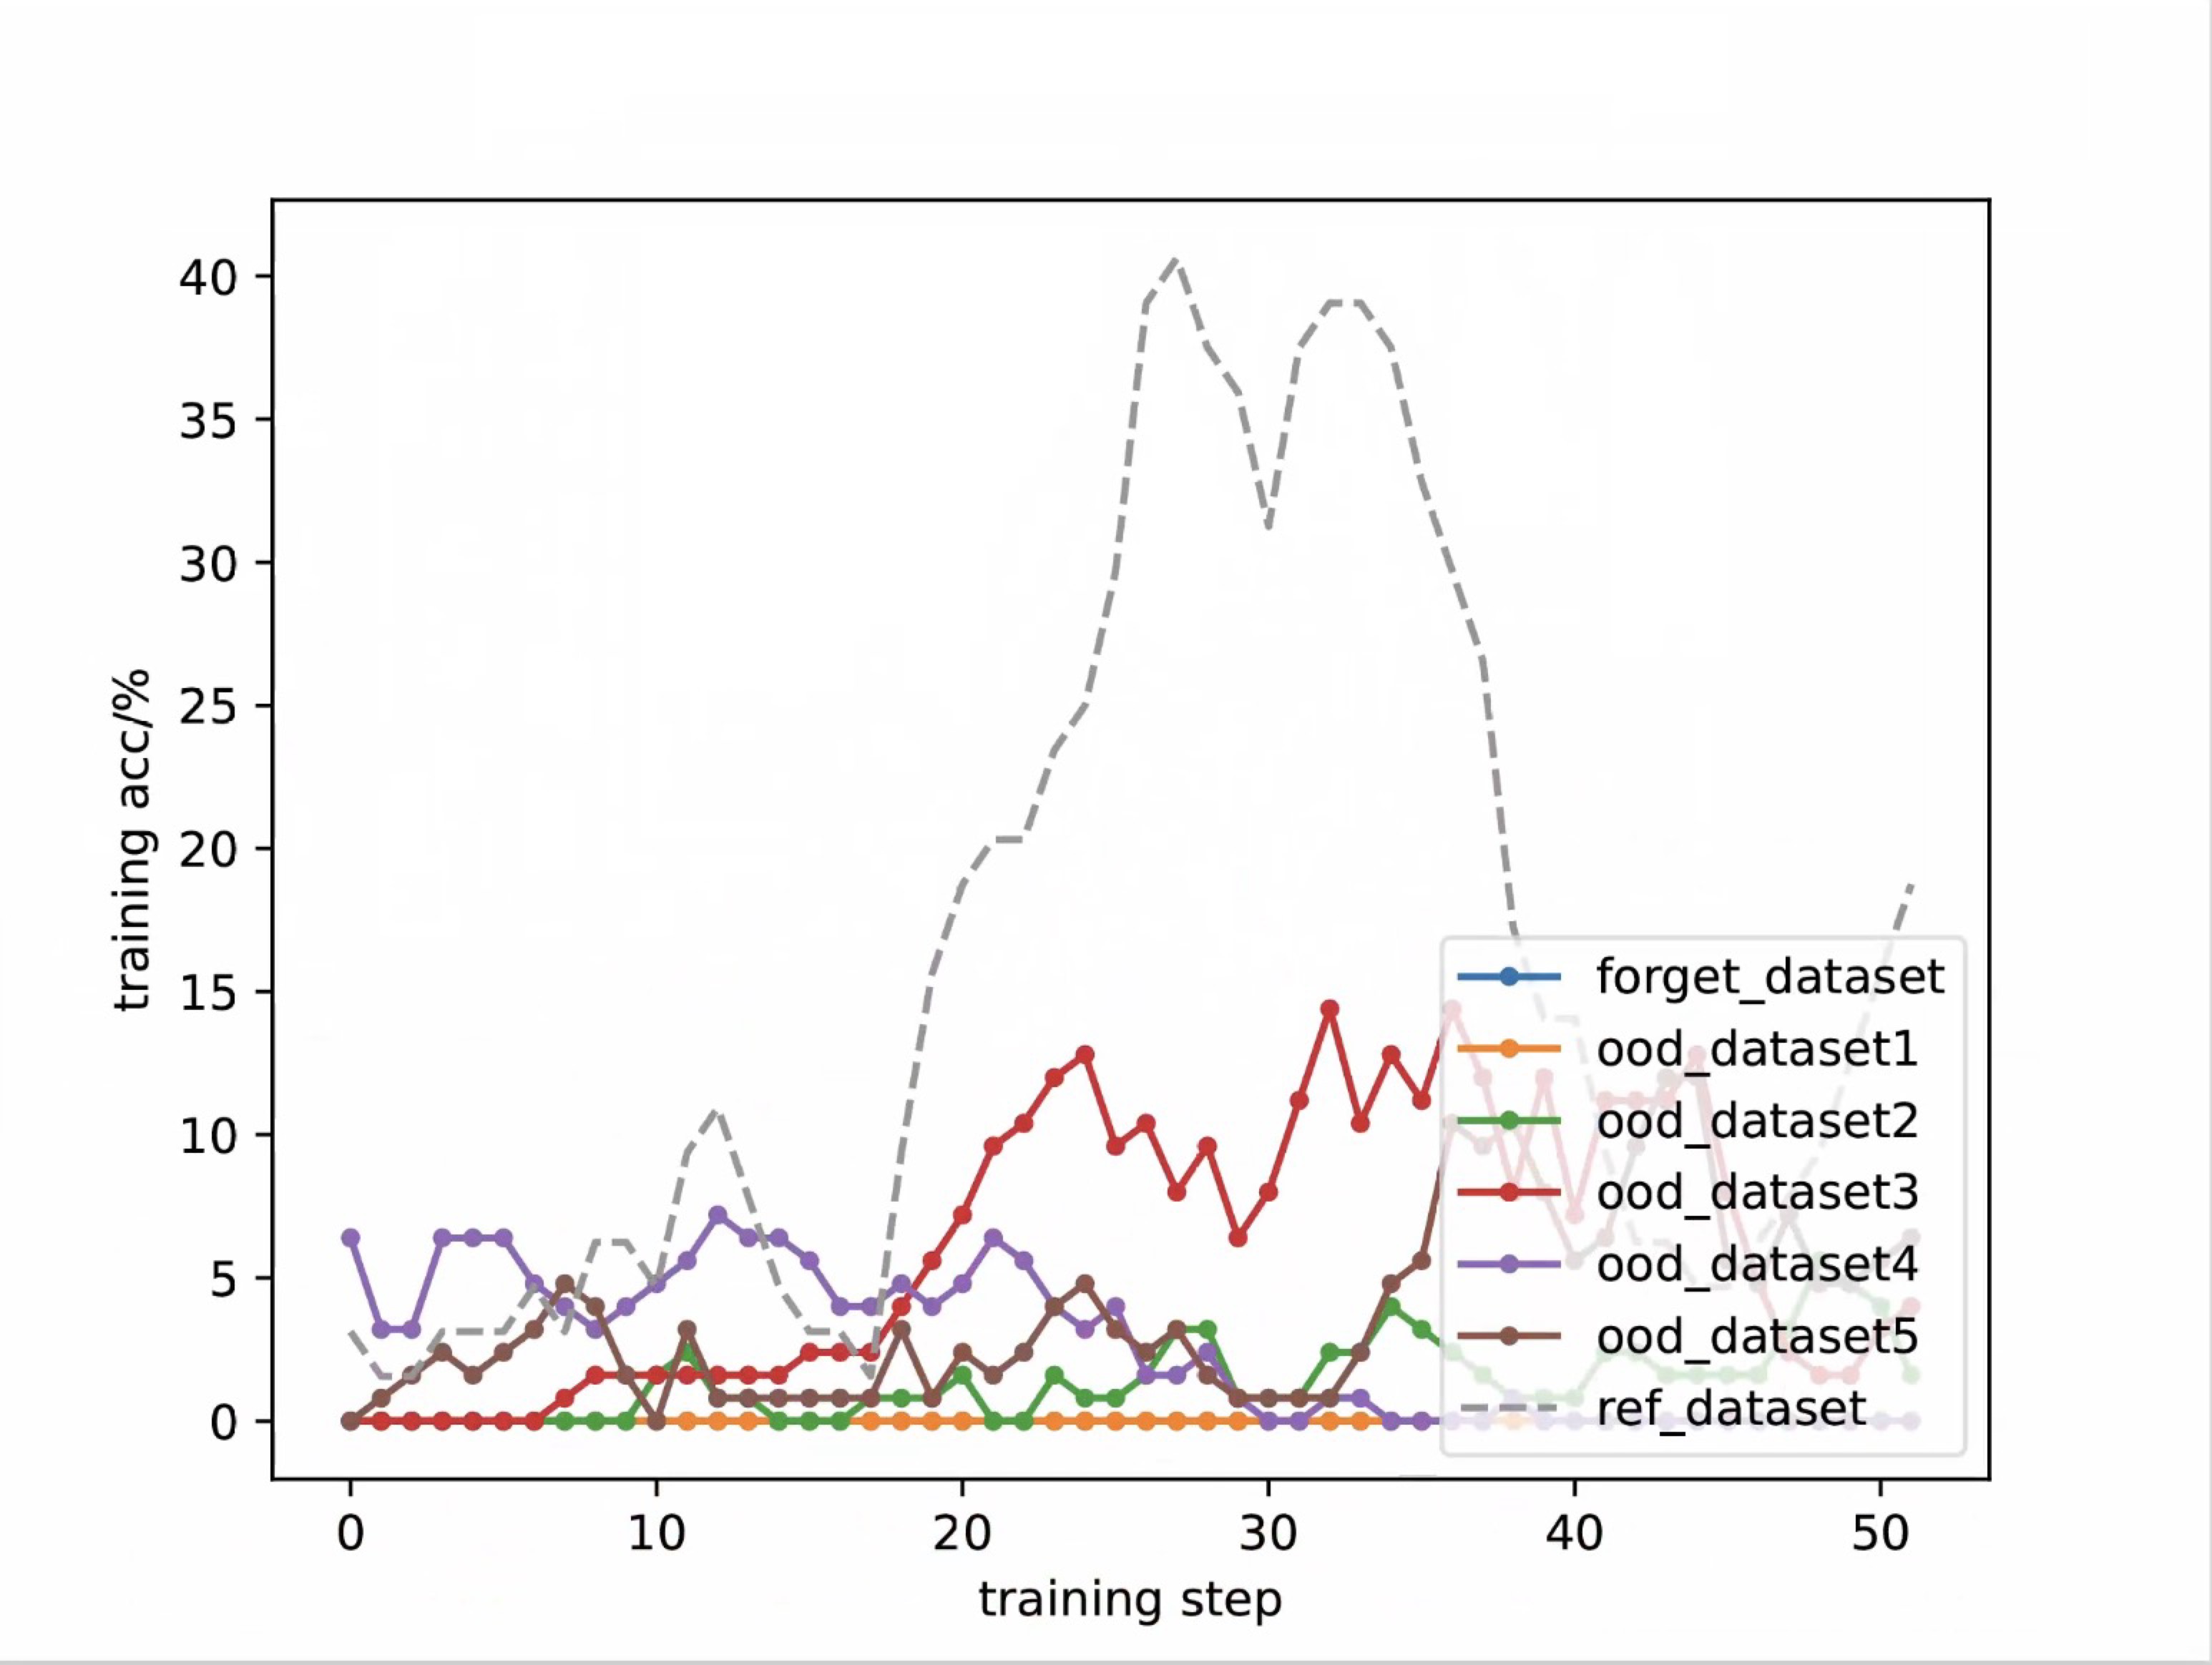 40
35
30
25
20
15
10
5
0
training acc/%
forget_dataset
ood_dataset1
ood_dataset2
ood_dataset3
ood_dataset4
ood_dataset5
ref_dataset
0 10 20 30 40 50
training step